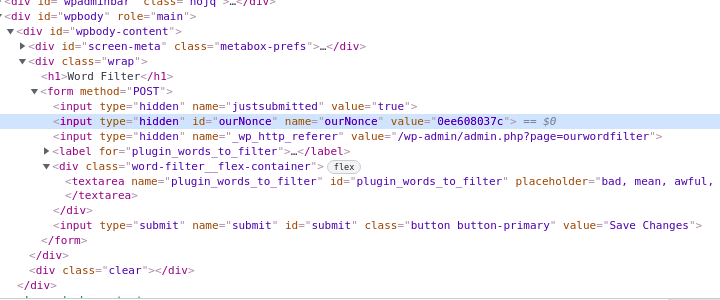 <div id="wpadminbar" class="nojq">…</div>
<div id="wpbody" role="main">
<div id="wpbody-content">
<div id="screen-meta" class="metabox-prefs">…</div>
<div class="wrap">
<h1>Word Filter</h1>
<form method="POST">
<input type="hidden" name="justsubmitted" value="true">
<input type="hidden" id="ourNonce" name="ourNonce" value="0ee608037c"> == $0
<input type="hidden" name="_wp_http_referer" value="/wp-admin/admin.php?page=ourwordfilter">
<label for="plugin_words_to_filter">…</label>
<div class="word-filter__flex-container"> flex
<textarea name="plugin_words_to_filter" id="plugin_words_to_filter" placeholder="bad, mean, awful,
</textarea>
</div>
<input type="submit" name="submit" id="submit" class="button button-primary" value="Save Changes">
</form>
</div>
<div class="clear"></div>
</div>